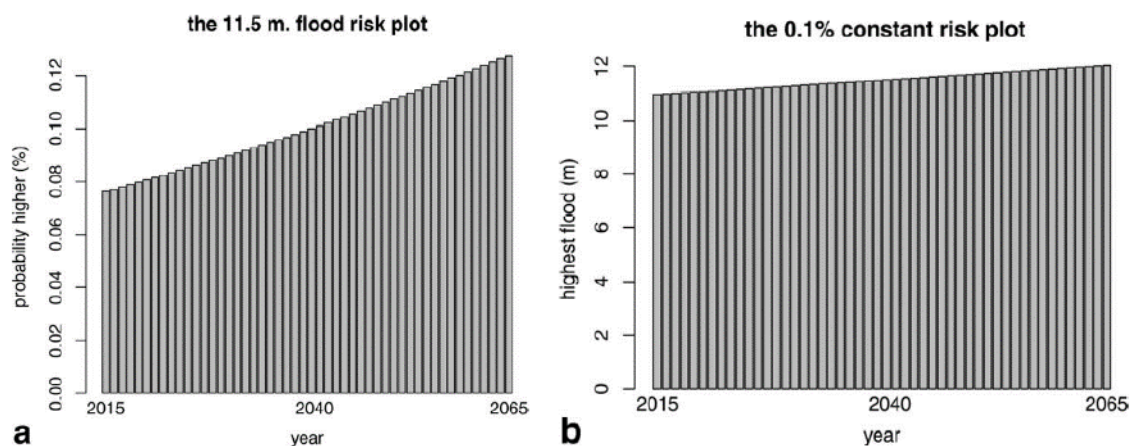 the 11.5 m. flood risk plot
probability higher (%)
0.12
0.10
0.08
0.06
0.04
0.02
0.00
2015 2040 2065
year
a
the 0.1% constant risk plot
highest flood (m)
12
10
8
6
4
2
0
2015 2040 2065
year
b